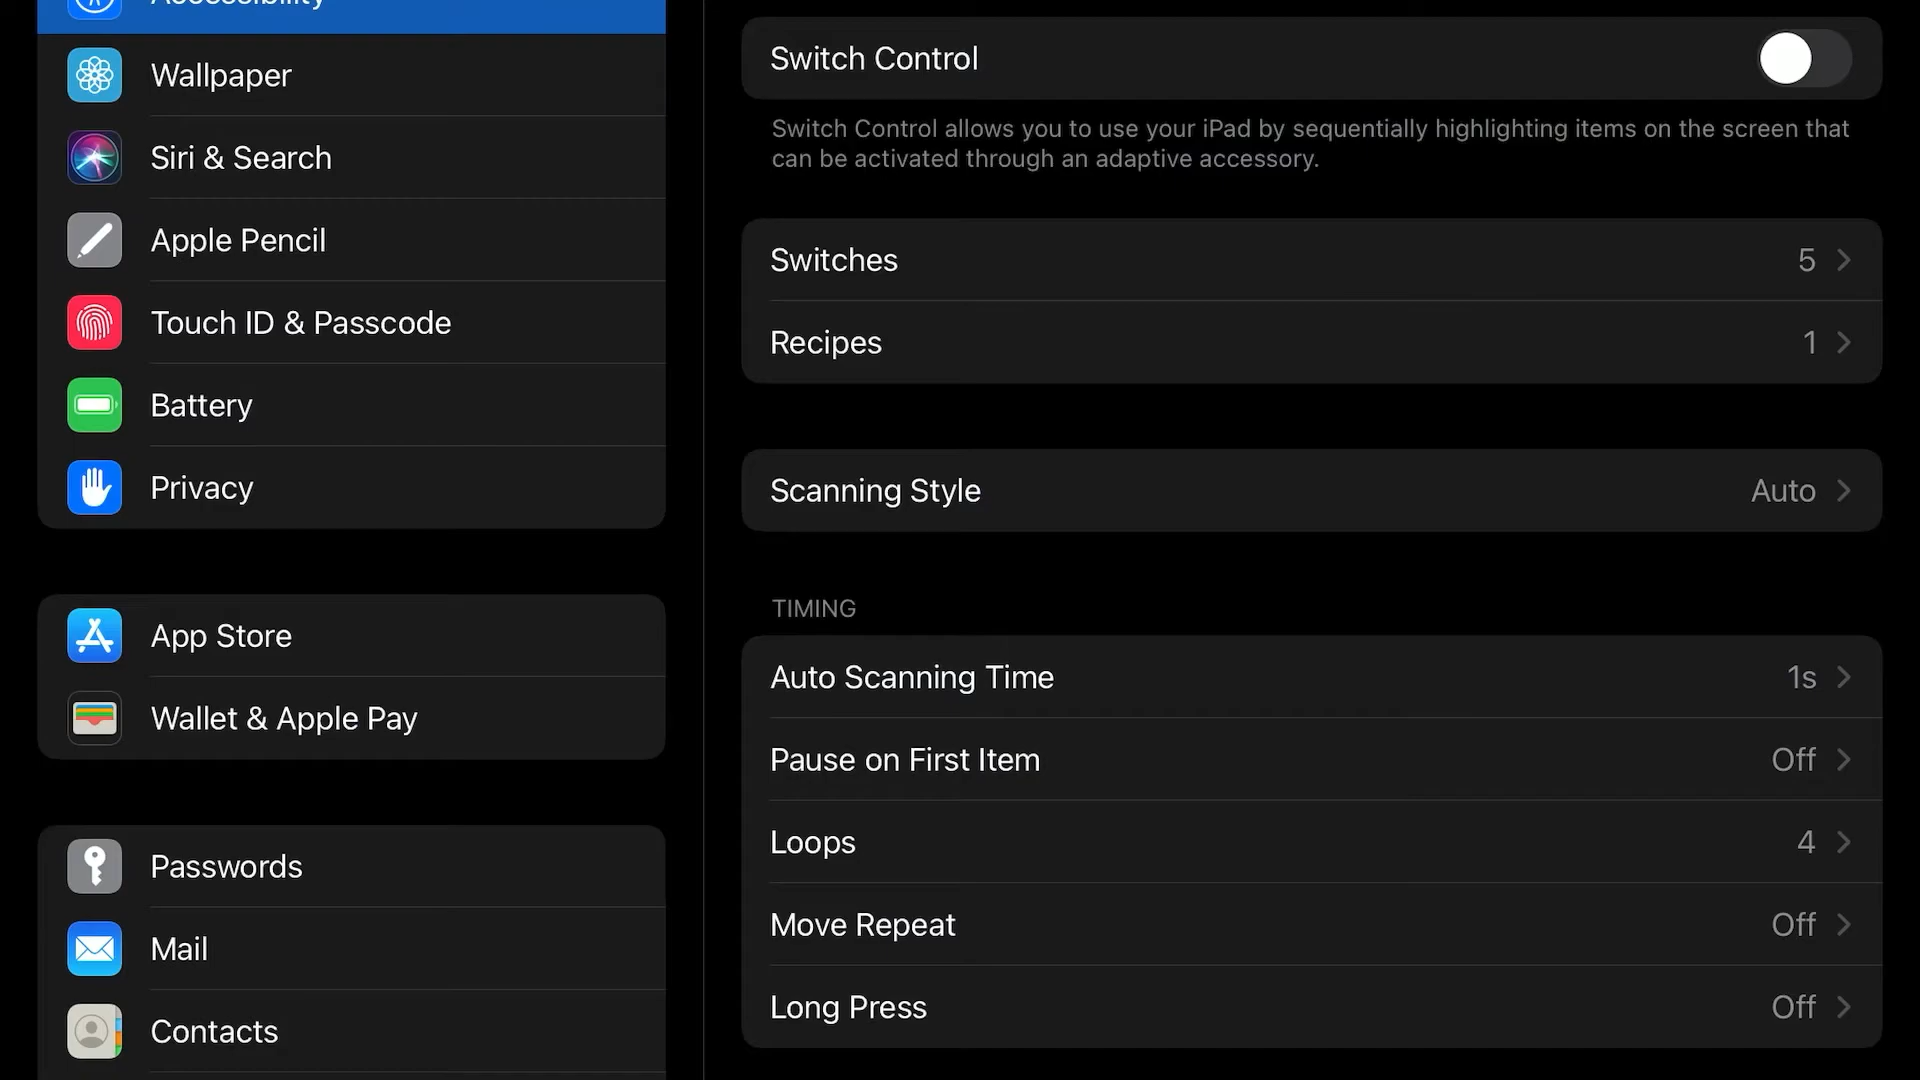 Accessibility
Wallpaper
Siri & Search
Apple Pencil
Touch ID & Passcode
Battery
Privacy
App Store
Wallet & Apple Pay
Passwords
Mail
Contacts
Switch Control
Switch Control allows you to use your iPad by sequentially highlighting items on the screen that
can be activated through an adaptive accessory.
Switches 5
Recipes 1
Scanning Style Auto
TIMING
Auto Scanning Time 1s
Pause on First Item Off
Loops 4
Move Repeat Off
Long Press Off